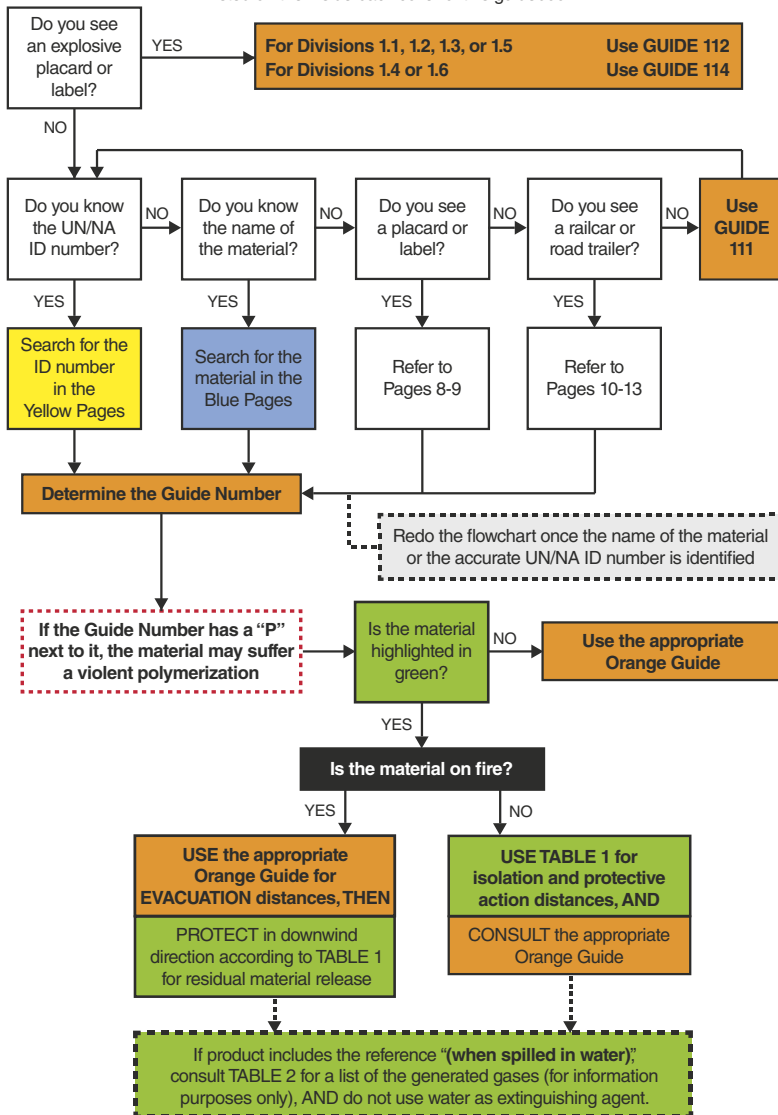 Do you see
an explosive
placard or
label?
YES
For Divisions 1.1, 1.2, 1.3, or 1.5 Use GUIDE 112
For Divisions 1.4 or 1.6 Use GUIDE 114
NO
Do you know
the UN/NA
ID number?
NO
Do you know
the name of
the material?
NO
Do you see
a placard or
label?
NO
Do you see
a railcar or
road trailer?
NO
Use
GUIDE
111
YES
YES
YES
YES
Search for the
ID number
in the
Yellow Pages
Search for the
material in the
Blue Pages
Refer to
Pages 8-9
Refer to
Pages 10-13
Determine the Guide Number
Redo the flowchart once the name of the material
or the accurate UN/NA ID number is identified
If the Guide Number has a “P”
next to it, the material may suffer
a violent polymerization
Is the material
highlighted in
green?
NO
Use the appropriate
Orange Guide
YES
Is the material on fire?
YES
NO
USE the appropriate
Orange Guide for
EVACUATION distances, THEN
PROTECT in downwind
direction according to TABLE 1
for residual material release
USE TABLE 1 for
isolation and protective
action distances, AND
CONSULT the appropriate
Orange Guide
If product includes the reference “(when spilled in water)”,
consult TABLE 2 for a list of the generated gases (for information
purposes only), AND do not use water as extinguishing agent.